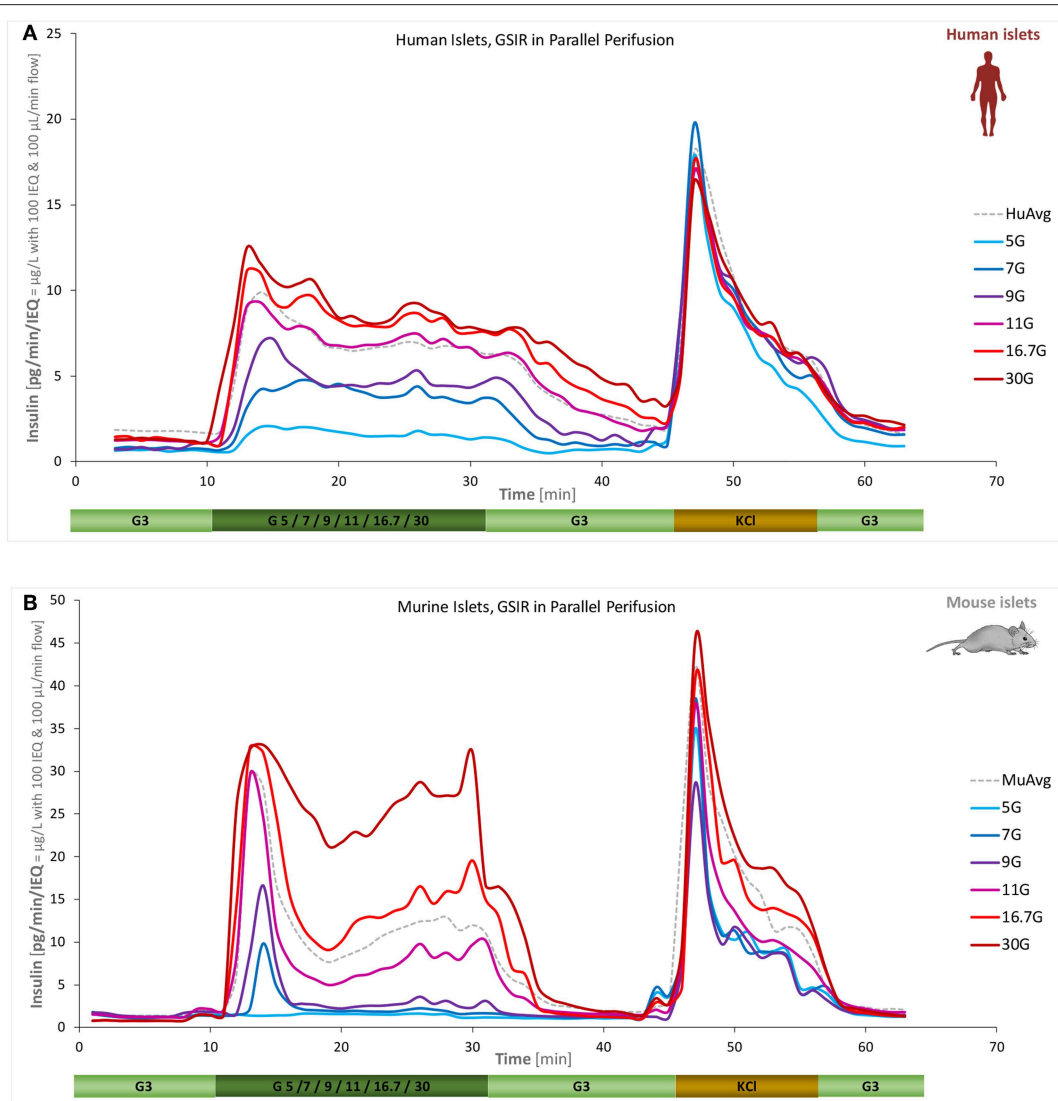 A
Human Islets, GSIR in Parallel Perifusion
Human islets
Insulin [pg/min/IEQ = µg/L with 100 IEQ & 100 µL/min flow]
25
20
15
10
5
0
0 10 20 30 40 50 60 70
Time [min]
HuAvg
5G
7G
9G
11G
16.7G
30G
G3 G 5 / 7 / 9 / 11 / 16.7 / 30 G3 KCl G3
B
Murine Islets, GSIR in Parallel Perifusion
Mouse islets
Insulin [pg/min/IEQ = µg/L with 100 IEQ & 100 µL/min flow]
50
45
40
35
30
25
20
15
10
5
0
0 10 20 30 40 50 60 70
Time [min]
MuAvg
5G
7G
9G
11G
16.7G
30G
G3 G 5 /7 / 9 / 11 / 16.7 / 30 G3 KCl G3